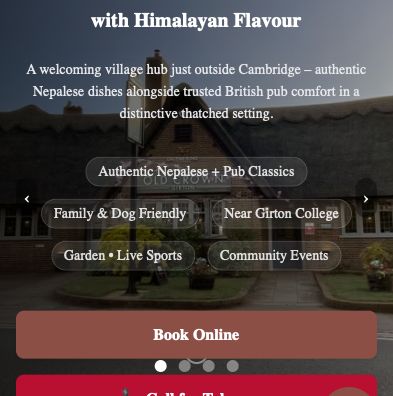 with Himalayan Flavour
A welcoming village hub just outside Cambridge – authentic
Nepalese dishes alongside trusted British pub comfort in a
distinctive thatched setting.
Authentic Nepalese + Pub Classics
OLD CROWN
‹
›
Family & Dog Friendly
Near Girton College
Garden • Live Sports
Community Events
Book Online